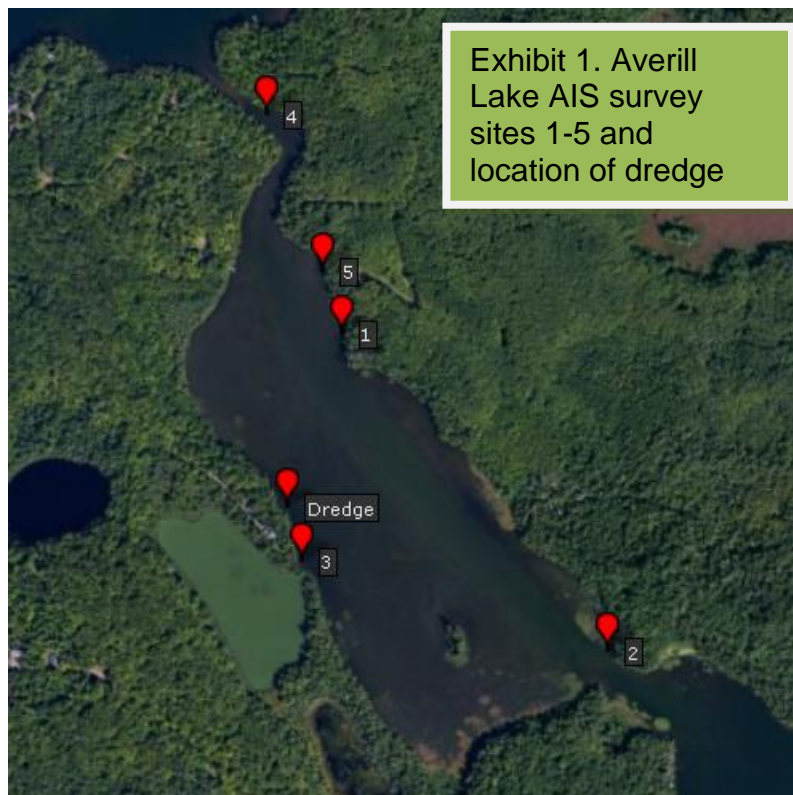 Exhibit 1. Averill
Lake AIS survey
sites 1-5 and
location of dredge
4
5
1
Dredge
3
2